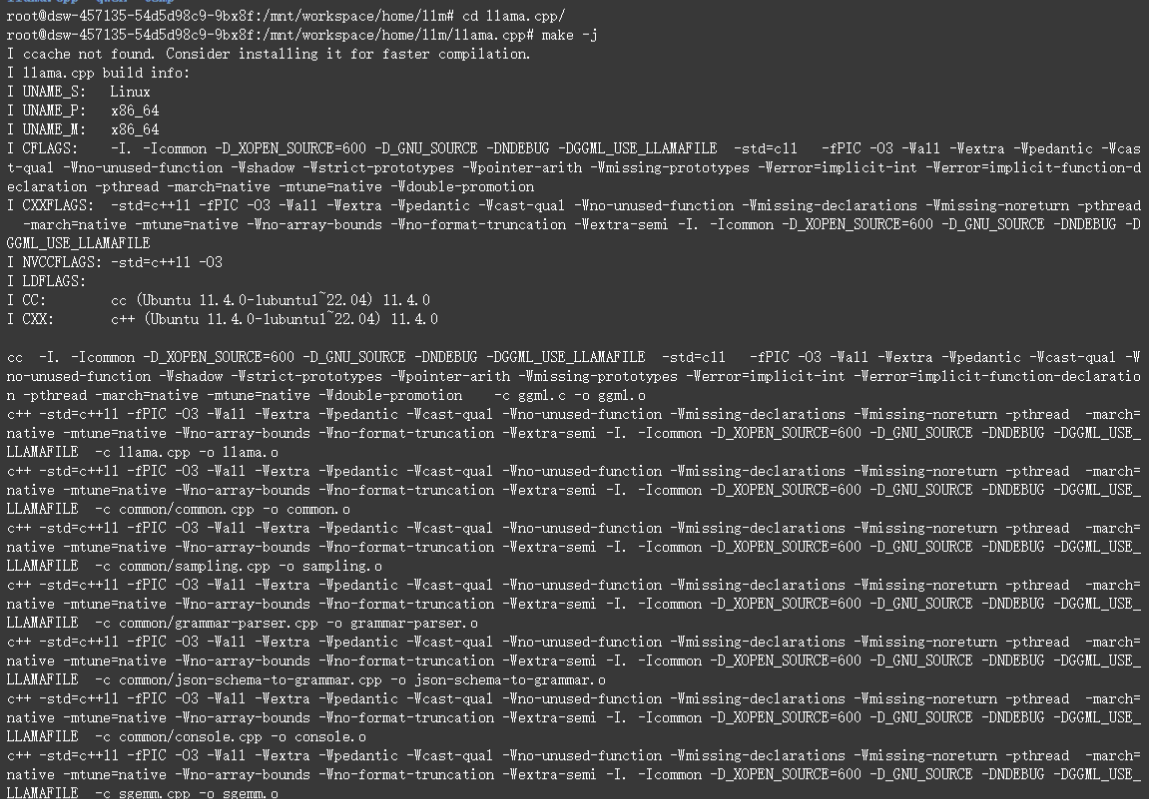 root@dsw-457135-54d5d98c9-9bx8f:/mnt/workspace/home/llm# cd llama.cpp/
root@dsw-457135-54d5d98c9-9bx8f:/mnt/workspace/home/llm/llama.cpp# make -j
I ccache not found. Consider installing it for faster compilation.
I llama.cpp build info:
I UNAME_S:   Linux
I UNAME_P:   x86_64
I UNAME_M:   x86_64
I CFLAGS:    -I. -Icommon -D_XOPEN_SOURCE=600 -D_GNU_SOURCE -DNDEBUG -DGGML_USE_LLAMAFILE  -std=c11   -fPIC -O3 -Wall -Wextra -Wpedantic -Wcas
t-qual -Wno-unused-function -Wshadow -Wstrict-prototypes -Wpointer-arith -Wmissing-prototypes -Werror=implicit-int -Werror=implicit-function-d
eclaration -pthread -march=native -mtune=native -Wdouble-promotion
I CXXFLAGS:  -std=c++11 -fPIC -O3 -Wall -Wextra -Wpedantic -Wcast-qual -Wno-unused-function -Wmissing-declarations -Wmissing-noreturn -pthread
  -march=native -mtune=native -Wno-array-bounds -Wno-format-truncation -Wextra-semi -I. -Icommon -D_XOPEN_SOURCE=600 -D_GNU_SOURCE -DNDEBUG -D
GGML_USE_LLAMAFILE
I NVCCFLAGS: -std=c++11 -O3
I LDFLAGS:
I CC:        cc (Ubuntu 11.4.0-1ubuntu1~22.04) 11.4.0
I CXX:       c++ (Ubuntu 11.4.0-1ubuntu1~22.04) 11.4.0

cc  -I. -Icommon -D_XOPEN_SOURCE=600 -D_GNU_SOURCE -DNDEBUG -DGGML_USE_LLAMAFILE  -std=c11   -fPIC -O3 -Wall -Wextra -Wpedantic -Wcast-qual -W
no-unused-function -Wshadow -Wstrict-prototypes -Wpointer-arith -Wmissing-prototypes -Werror=implicit-int -Werror=implicit-function-declaratio
n -pthread -march=native -mtune=native -Wdouble-promotion    -c ggml.c -o ggml.o
c++ -std=c++11 -fPIC -O3 -Wall -Wextra -Wpedantic -Wcast-qual -Wno-unused-function -Wmissing-declarations -Wmissing-noreturn -pthread  -march=
native -mtune=native -Wno-array-bounds -Wno-format-truncation -Wextra-semi -I. -Icommon -D_XOPEN_SOURCE=600 -D_GNU_SOURCE -DNDEBUG -DGGML_USE_
LLAMAFILE  -c llama.cpp -o llama.o
c++ -std=c++11 -fPIC -O3 -Wall -Wextra -Wpedantic -Wcast-qual -Wno-unused-function -Wmissing-declarations -Wmissing-noreturn -pthread  -march=
native -mtune=native -Wno-array-bounds -Wno-format-truncation -Wextra-semi -I. -Icommon -D_XOPEN_SOURCE=600 -D_GNU_SOURCE -DNDEBUG -DGGML_USE_
LLAMAFILE  -c common/common.cpp -o common.o
c++ -std=c++11 -fPIC -O3 -Wall -Wextra -Wpedantic -Wcast-qual -Wno-unused-function -Wmissing-declarations -Wmissing-noreturn -pthread  -march=
native -mtune=native -Wno-array-bounds -Wno-format-truncation -Wextra-semi -I. -Icommon -D_XOPEN_SOURCE=600 -D_GNU_SOURCE -DNDEBUG -DGGML_USE_
LLAMAFILE  -c common/sampling.cpp -o sampling.o
c++ -std=c++11 -fPIC -O3 -Wall -Wextra -Wpedantic -Wcast-qual -Wno-unused-function -Wmissing-declarations -Wmissing-noreturn -pthread  -march=
native -mtune=native -Wno-array-bounds -Wno-format-truncation -Wextra-semi -I. -Icommon -D_XOPEN_SOURCE=600 -D_GNU_SOURCE -DNDEBUG -DGGML_USE_
LLAMAFILE  -c common/grammar-parser.cpp -o grammar-parser.o
c++ -std=c++11 -fPIC -O3 -Wall -Wextra -Wpedantic -Wcast-qual -Wno-unused-function -Wmissing-declarations -Wmissing-noreturn -pthread  -march=
native -mtune=native -Wno-array-bounds -Wno-format-truncation -Wextra-semi -I. -Icommon -D_XOPEN_SOURCE=600 -D_GNU_SOURCE -DNDEBUG -DGGML_USE_
LLAMAFILE  -c common/json-schema-to-grammar.cpp -o json-schema-to-grammar.o
c++ -std=c++11 -fPIC -O3 -Wall -Wextra -Wpedantic -Wcast-qual -Wno-unused-function -Wmissing-declarations -Wmissing-noreturn -pthread  -march=
native -mtune=native -Wno-array-bounds -Wno-format-truncation -Wextra-semi -I. -Icommon -D_XOPEN_SOURCE=600 -D_GNU_SOURCE -DNDEBUG -DGGML_USE_
LLAMAFILE  -c common/console.cpp -o console.o
c++ -std=c++11 -fPIC -O3 -Wall -Wextra -Wpedantic -Wcast-qual -Wno-unused-function -Wmissing-declarations -Wmissing-noreturn -pthread  -march=
native -mtune=native -Wno-array-bounds -Wno-format-truncation -Wextra-semi -I. -Icommon -D_XOPEN_SOURCE=600 -D_GNU_SOURCE -DNDEBUG -DGGML_USE_
LLAMAFILE  -c sgemm.cpp -o sgemm.o